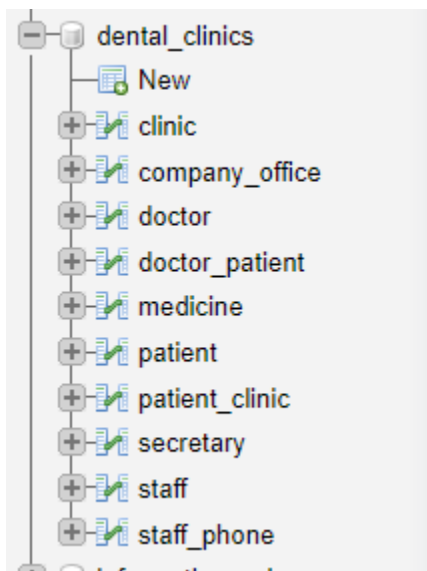 dental_clinics
New
clinic
company_office
doctor
doctor_patient
medicine
patient
patient_clinic
secretary
staff
staff_phone